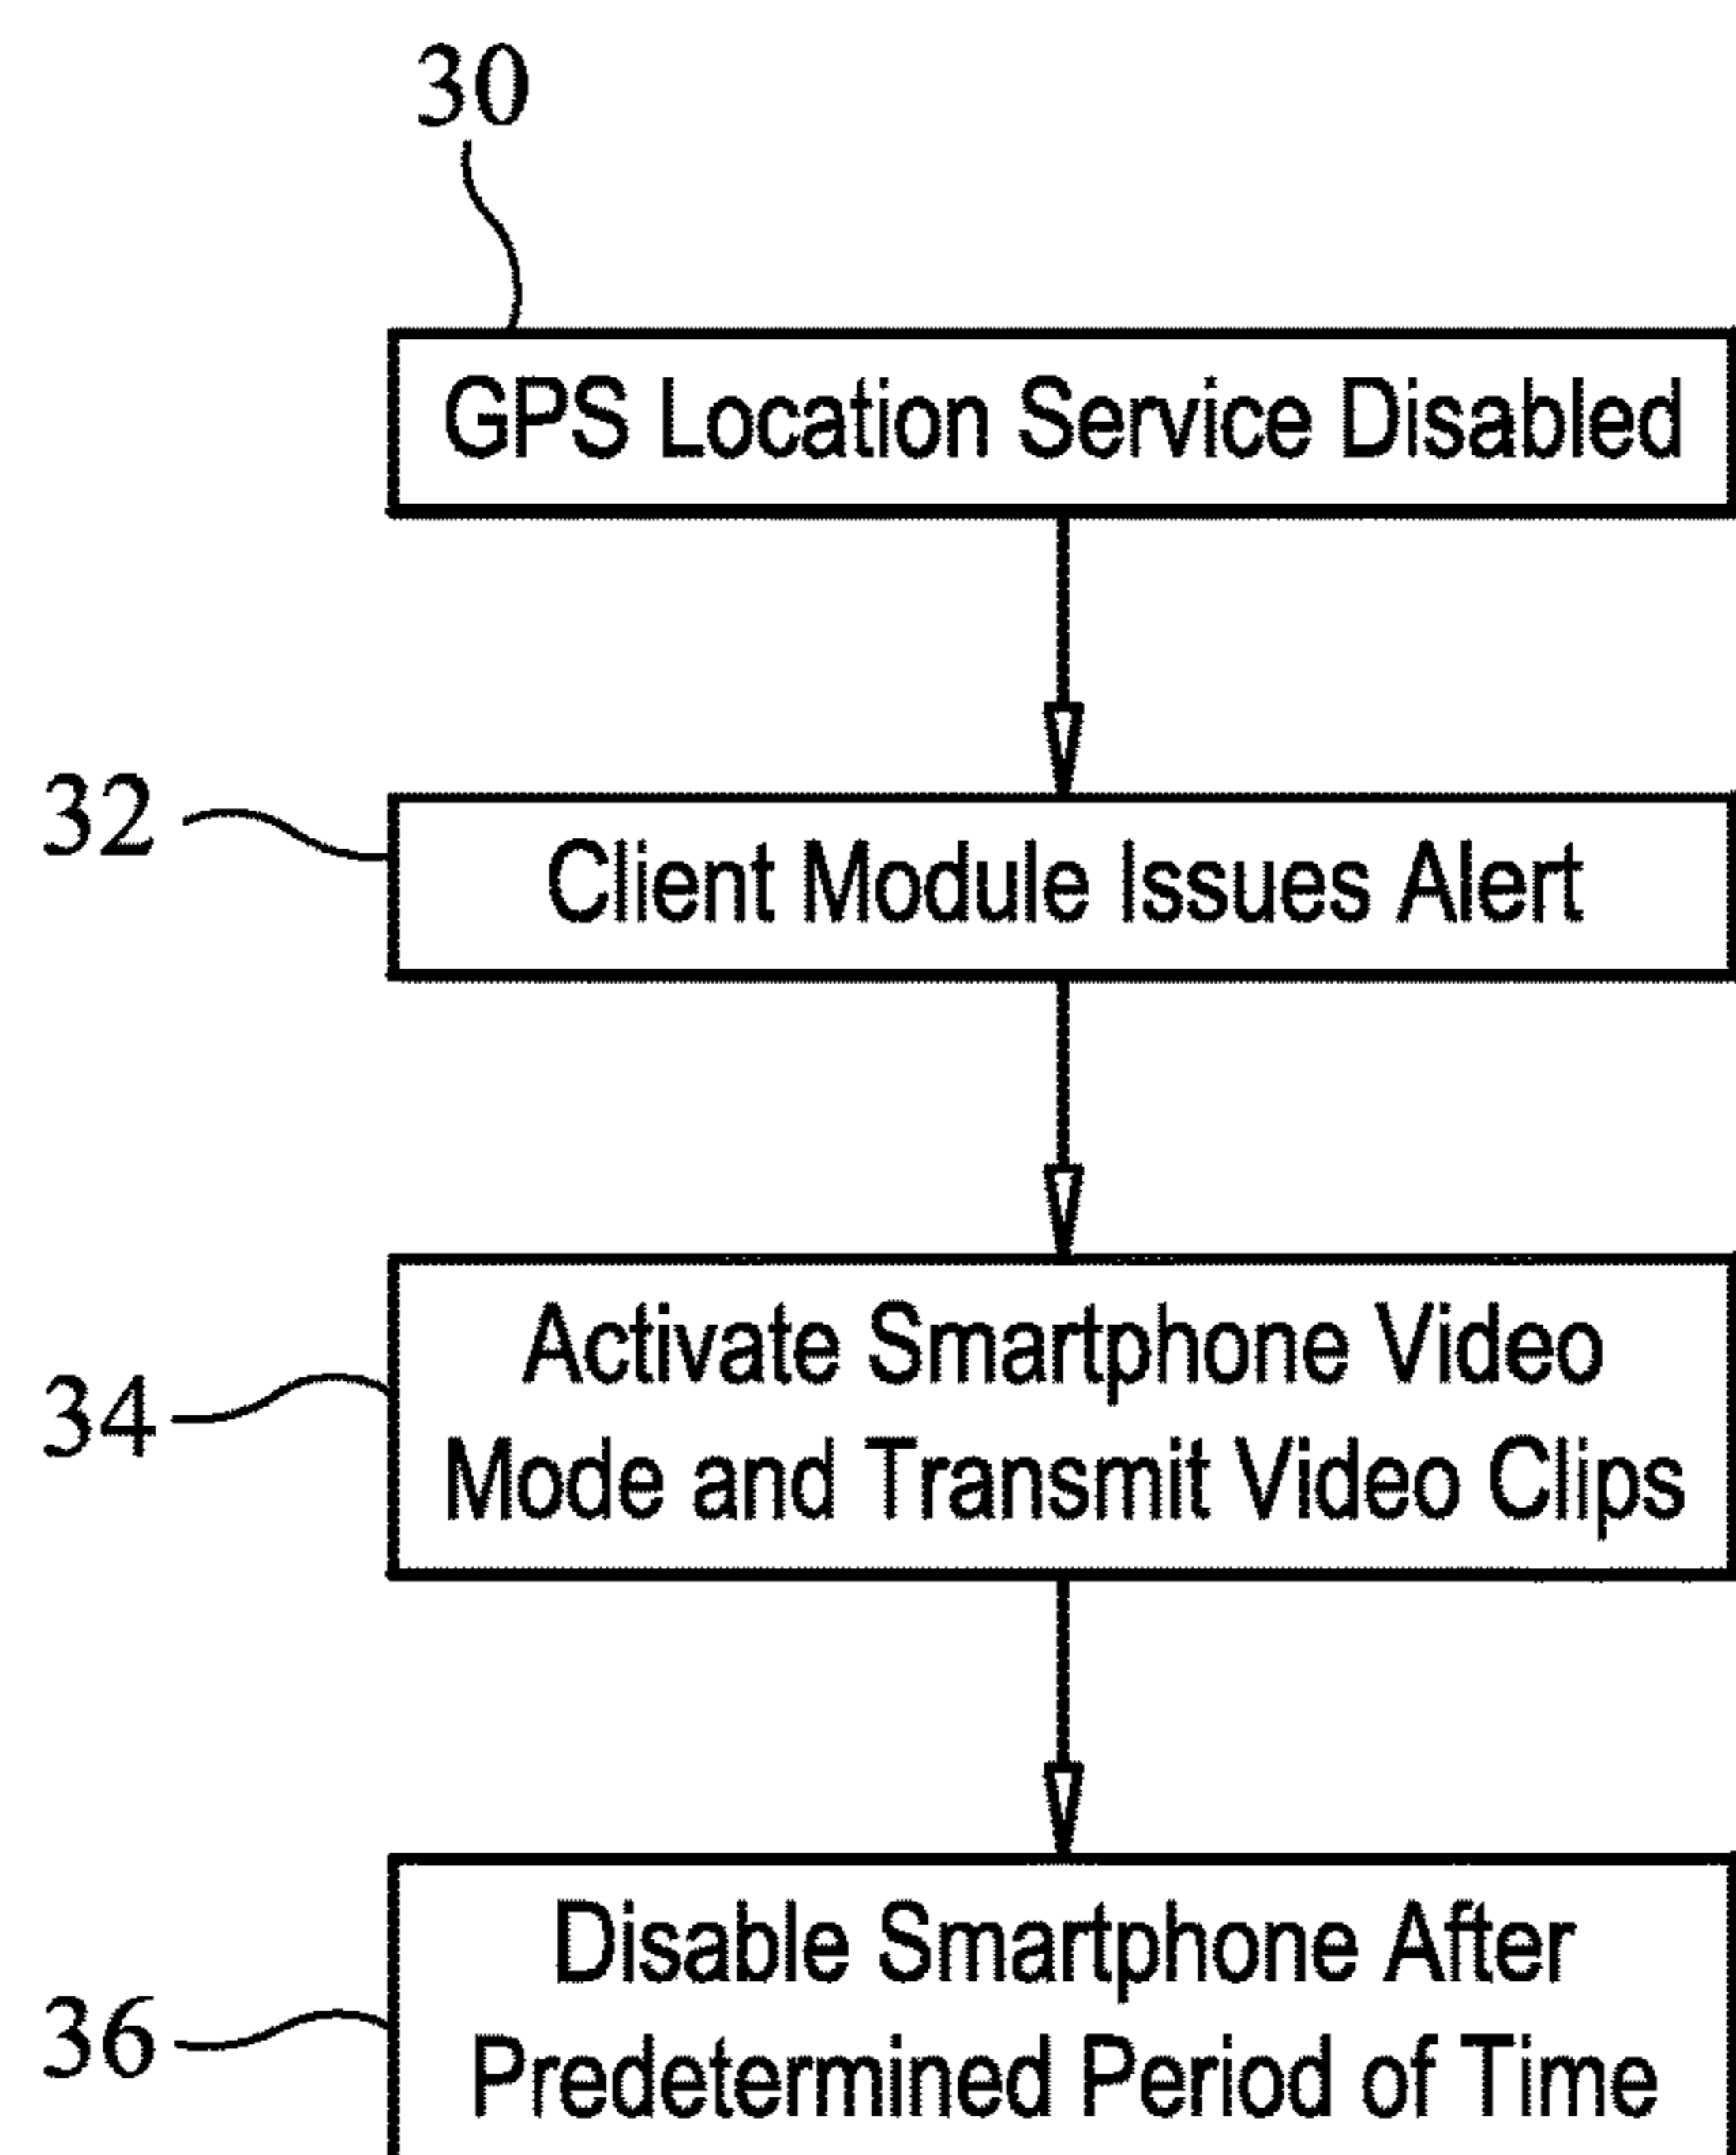 30
GPS Location Service Disabled
32
Client Module Issues Alert
34
Activate Smartphone Video
Mode and Transmit Video Clips
36
Disable Smartphone After
Predetermined Period of Time